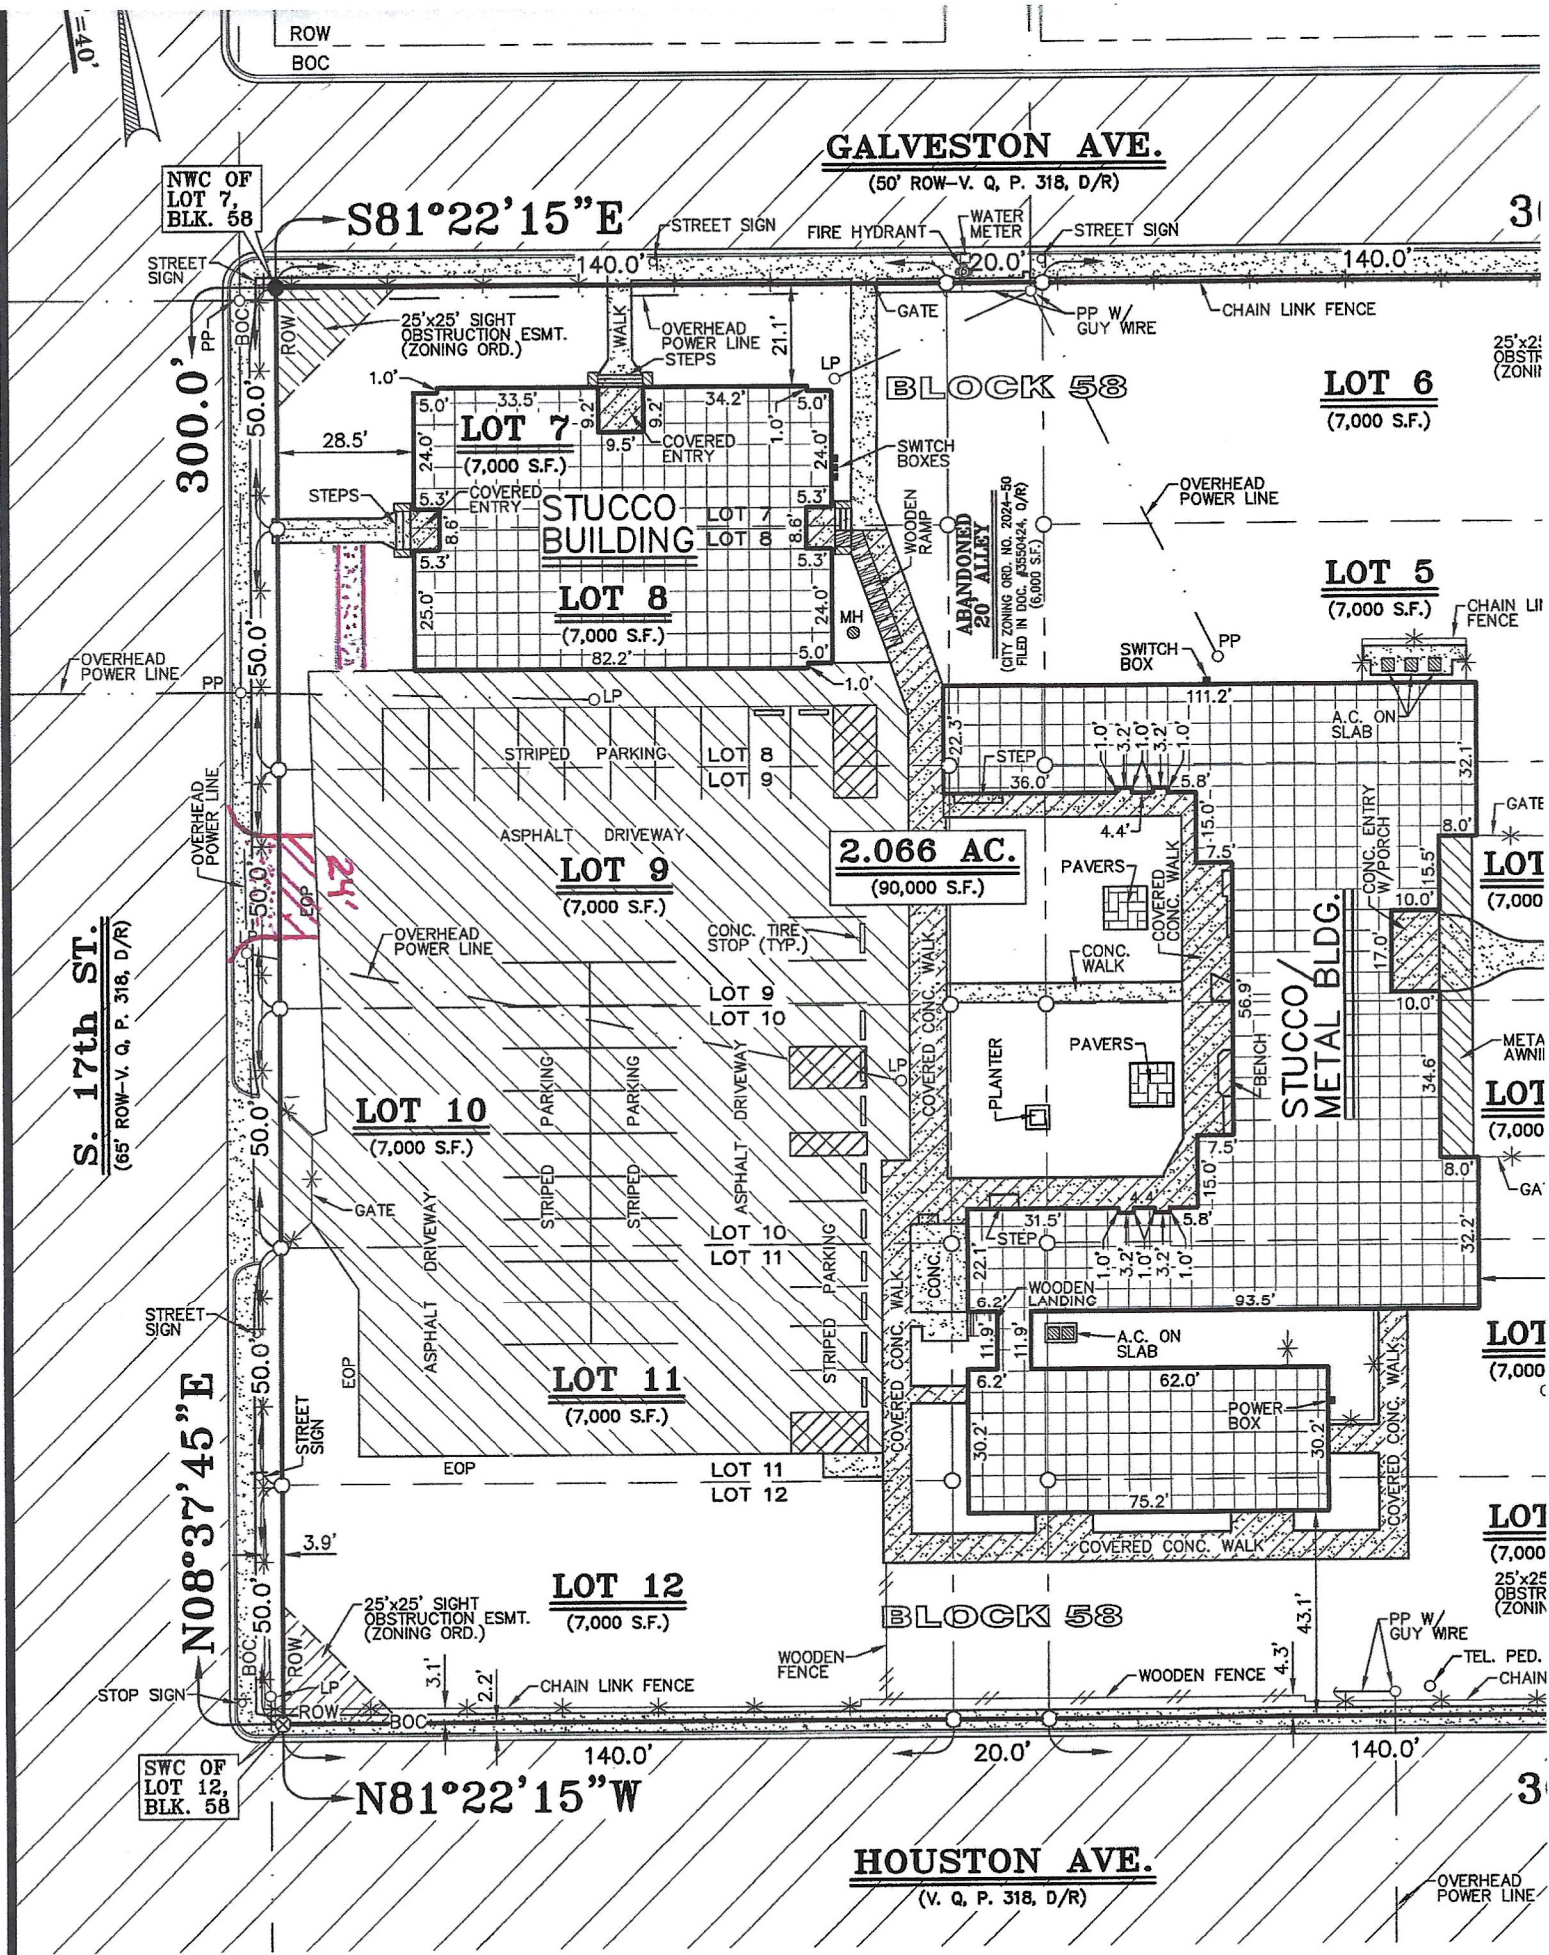 "=40'
ROW
BOC
GALVESTON AVE.
(50' ROW-V. Q, P. 318, D/R)
NWC OF
LOT 7,
BLK. 58
S81°22'15"E
STREET SIGN
FIRE HYDRANT
WATER
METER
STREET SIGN
STREET
SIGN
140.0'
20.0'
140.0'
PP
BOC
ROW
25'x25' SIGHT
OBSTRUCTION ESMT.
(ZONING ORD.)
WALK
OVERHEAD
POWER LINE
STEPS
21.1'
LP
GATE
PP W/
GUY WIRE
CHAIN LINK FENCE
300.0'
50.0'
1.0'
5.0'
33.5'
9.2'
9.2'
34.2'
1.0'
5.0'
BLOCK 58
LOT 6
(7,000 S.F.)
28.5'
24.0'
LOT 7
(7,000 S.F.)
9.5'
COVERED
ENTRY
24.0'
SWITCH
BOXES
STEPS
5.3'
COVERED
ENTRY
8.6'
5.3'
STUCCO
BUILDING
LOT 7
LOT 8
5.3'
8.6'
5.3'
WOODEN
RAMP
ABANDONED
20' ALLEY
(CITY ZONING ORD. NO. 2024-50
FILED IN DOC. #3550424, O/R)
(6,000 S.F.)
OVERHEAD
POWER LINE
LOT 5
(7,000 S.F.)
CHAIN LI
FENCE
25.0'
LOT 8
(7,000 S.F.)
24.0'
MH
82.2'
5.0'
1.0'
50.0'
OVERHEAD
POWER LINE
PP
LP
SWITCH
BOX
PP
111.2'
A.C. ON
SLAB
STRIPED PARKING
LOT 8
LOT 9
22.3'
STEP
36.0'
1.0'
3.2'
1.0'
3.2'
1.0'
5.8'
32.1'
OVERHEAD
POWER LINE
ASPHALT DRIVEWAY
4.4'
15.0'
7.5'
8.0'
GATE
50.0'
EOP
24'
LOT 9
(7,000 S.F.)
2.066 AC.
(90,000 S.F.)
PAVERS
COVERED
CONC. WALK
CONC. ENTRY
W/PORCH
15.5'
10.0'
LOT
(7,000
LP
OVERHEAD
POWER LINE
CONC. TIRE
STOP (TYP.)
COVERED CONC. WALK
CONC.
WALK
17.0'
10.0'
S. 17th ST.
(65' ROW-V. Q, P. 318, D/R)
LOT 9
LOT 10
56.9'
STUCCO/
METAL BLDG.
PARKING
PARKING
ASPHALT DRIVEWAY
LP
PLANTER
PAVERS
BENCH
34.6'
META
AWNI
50.0'
LOT 10
(7,000 S.F.)
LOT
(7,000
7.5'
8.0'
15.0'
GA
GATE
STRIPED
STRIPED
LOT 10
LOT 11
4.4'
31.5'
5.8'
STEP
1.0'
3.2'
1.0'
3.2'
1.0'
32.2'
ASPHALT DRIVEWAY
STRIPED PARKING
CONC.
22.1'
6.2'
WOODEN
LANDING
93.5'
STREET
SIGN
EOP
11.9'
11.9'
A.C. ON
SLAB
LOT
(7,000
N08°37'45"E
50.0'
STREET
SIGN
LOT 11
(7,000 S.F.)
COVERED CONC. WALK
6.2'
62.0'
POWER
BOX
30.2'
30.2'
75.2'
COVERED CONC. WALK
EOP
LOT 11
LOT 12
COVERED CONC. WALK
LOT
(7,000
25'x25
OBSTR
(ZONIN
3.9'
50.0'
25'x25' SIGHT
OBSTRUCTION ESMT.
(ZONING ORD.)
LOT 12
(7,000 S.F.)
BLOCK 58
43.1'
PP W/
GUY WIRE
TEL. PED.
CHAIN
STOP SIGN
BOC
ROW
LP
ROW
BOC
3.1'
2.2'
CHAIN LINK FENCE
WOODEN
FENCE
WOODEN FENCE
4.3'
SWC OF
LOT 12,
BLK. 58
140.0'
20.0'
140.0'
N81°22'15"W
HOUSTON AVE.
(V. Q, P. 318, D/R)
OVERHEAD
POWER LINE